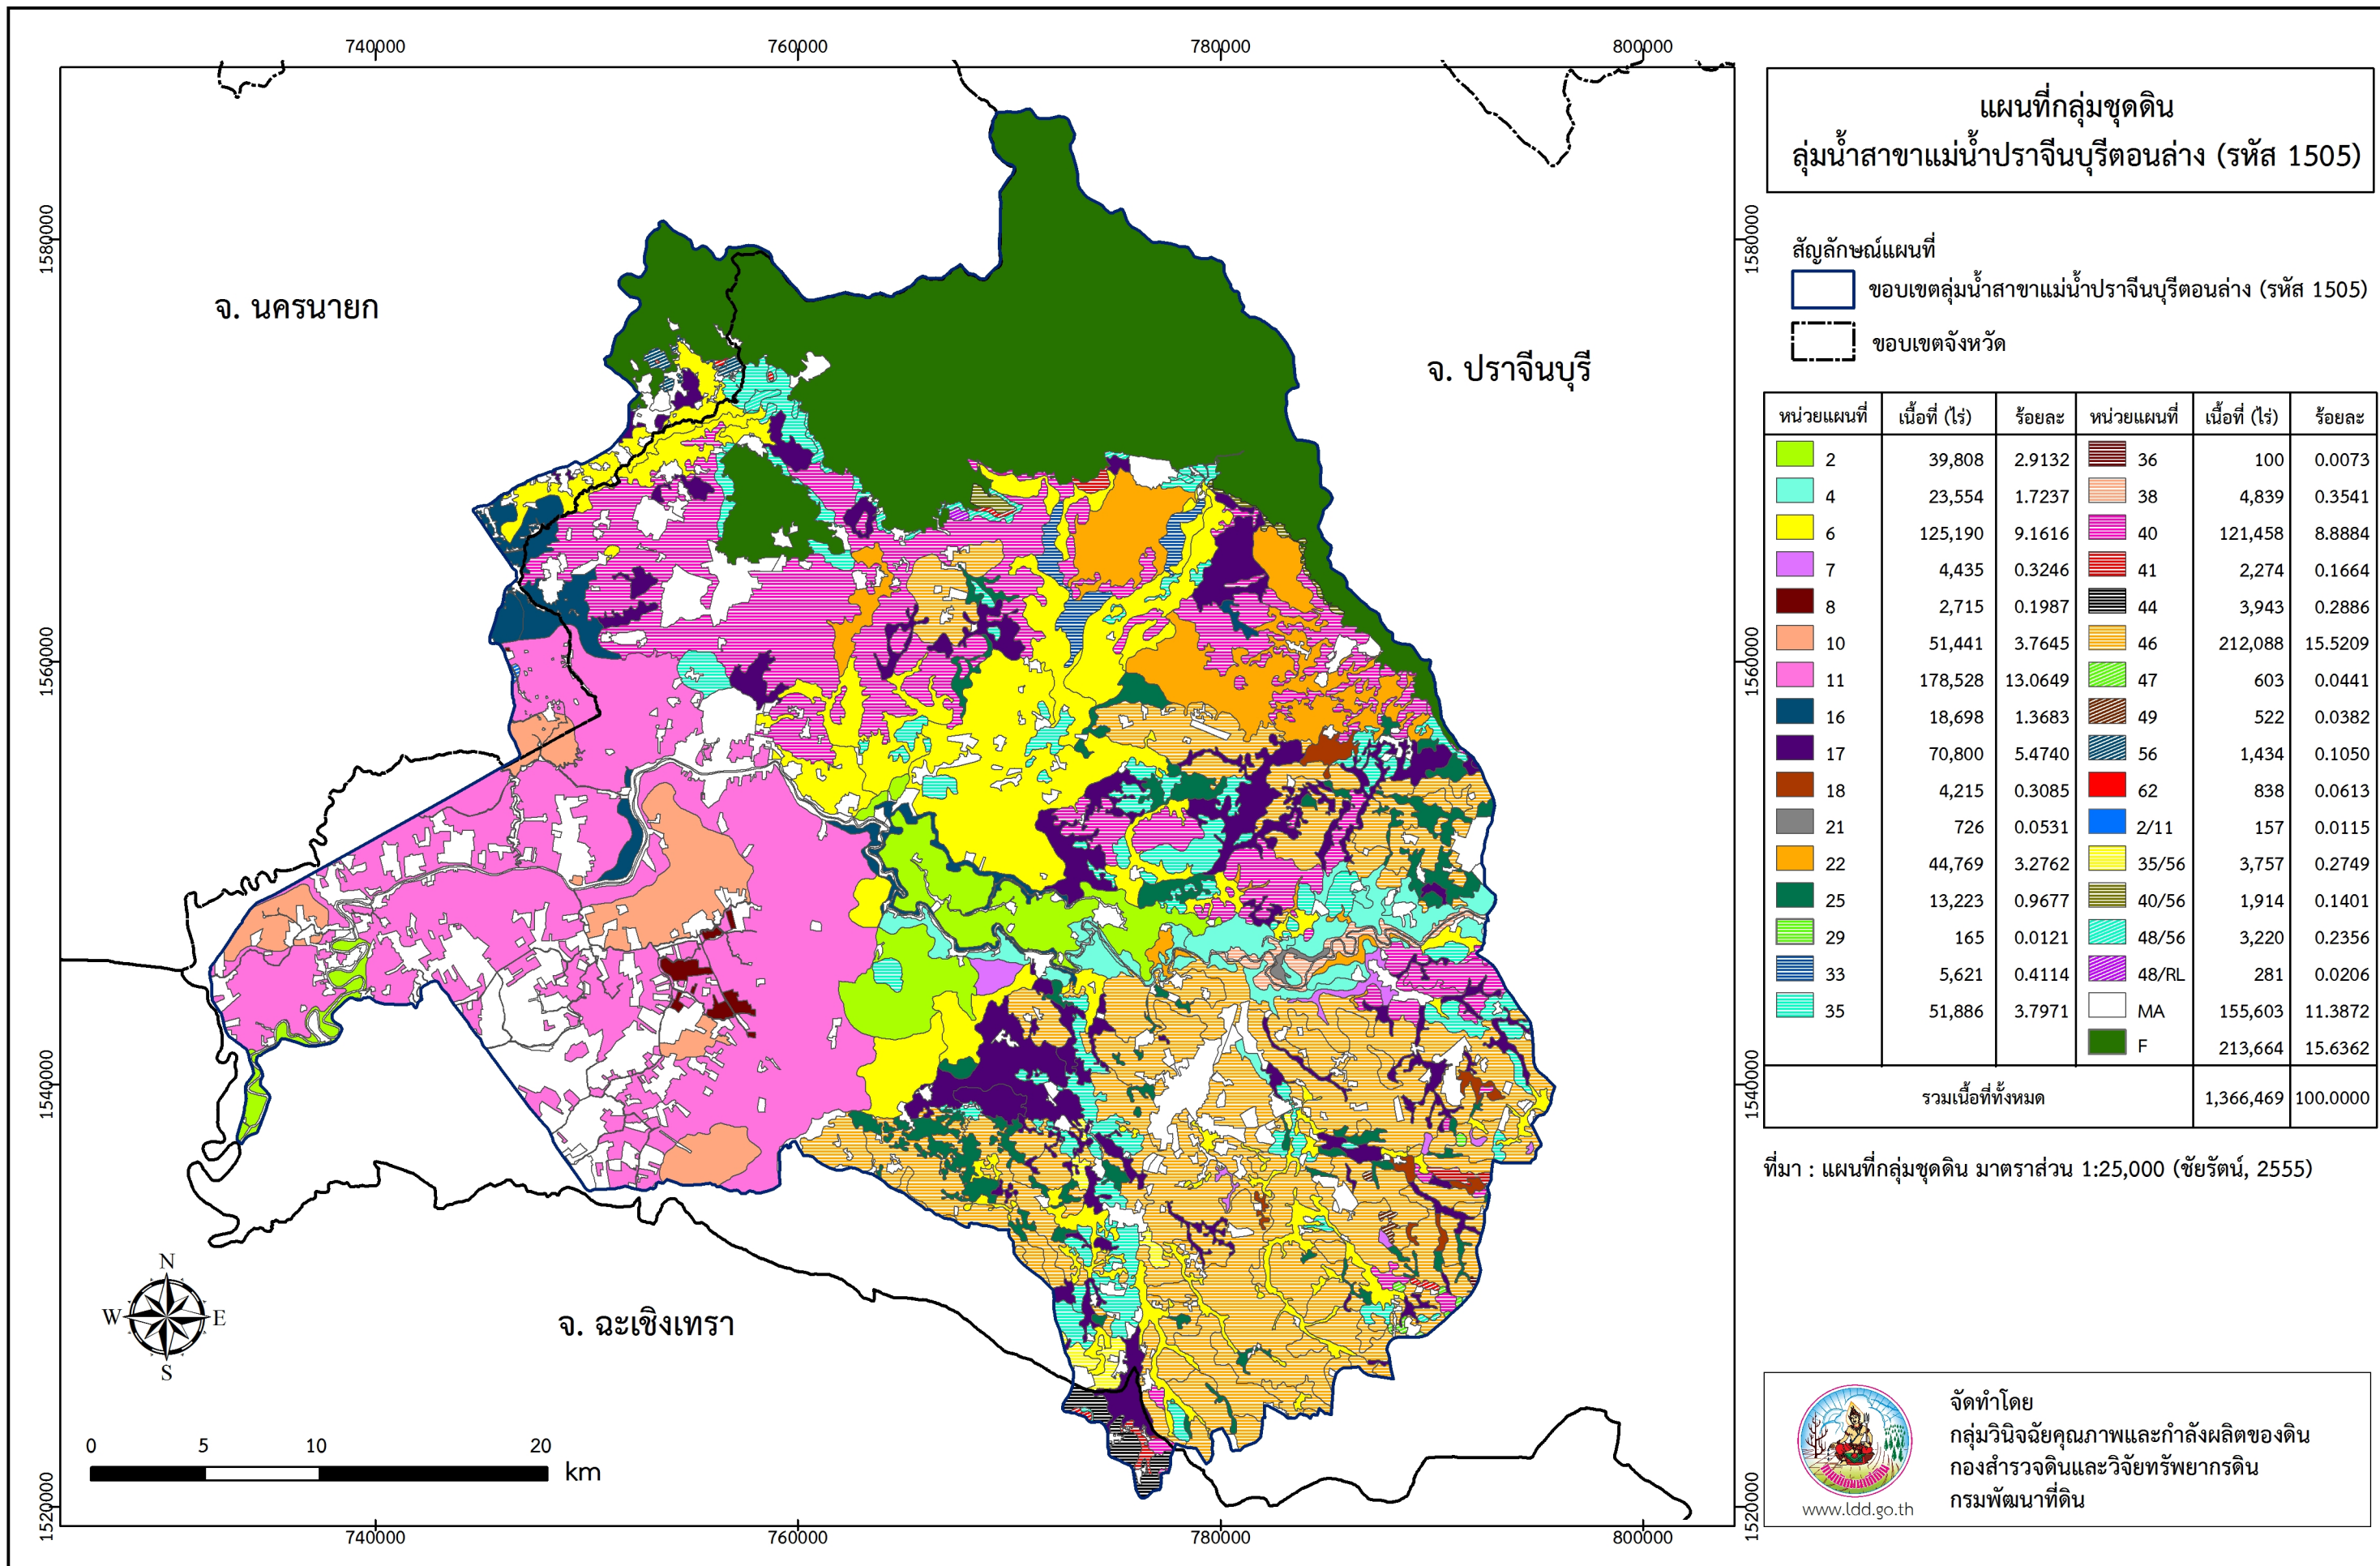 740000 760000 780000 800000
แผนที่กลุ่มชุดดิน
ลุ่มน้ำสาขาแม่น้ำปราจีนบุรีตอนล่าง (รหัส 1505)
สัญลักษณ์แผนที่
ขอบเขตลุ่มน้ำสาขาแม่น้ำปราจีนบุรีตอนล่าง (รหัส 1505)
ขอบเขตจังหวัด
1580000 1580000
จ. นครนายก
จ. ปราจีนบุรี
1560000 1560000
1540000 1540000
จ. ฉะเชิงเทรา
1520000 1520000
N
W E
S
0 5 10 20
km
740000 760000 780000 800000
หน่วยแผนที่ เนื้อที่ (ไร่) ร้อยละ หน่วยแผนที่ เนื้อที่ (ไร่) ร้อยละ
2 39,808 2.9132 36 100 0.0073
4 23,554 1.7237 38 4,839 0.3541
6 125,190 9.1616 40 121,458 8.8884
7 4,435 0.3246 41 2,274 0.1664
8 2,715 0.1987 44 3,943 0.2886
10 51,441 3.7645 46 212,088 15.5209
11 178,528 13.0649 47 603 0.0441
16 18,698 1.3683 49 522 0.0382
17 70,800 5.4740 56 1,434 0.1050
18 4,215 0.3085 62 838 0.0613
21 726 0.0531 2/11 157 0.0115
22 44,769 3.2762 35/56 3,757 0.2749
25 13,223 0.9677 40/56 1,914 0.1401
29 165 0.0121 48/56 3,220 0.2356
33 5,621 0.4114 48/RL 281 0.0206
35 51,886 3.7971 MA 155,603 11.3872
F 213,664 15.6362
รวมเนื้อที่ทั้งหมด 1,366,469 100.0000
ที่มา : แผนที่กลุ่มชุดดิน มาตราส่วน 1:25,000 (ชัยรัตน์, 2555)
จัดทำโดย
กลุ่มวินิจฉัยคุณภาพและกำลังผลิตของดิน
กองสำรวจดินและวิจัยทรัพยากรดิน
กรมพัฒนาที่ดิน
กรมพัฒนาที่ดิน
www.ldd.go.th